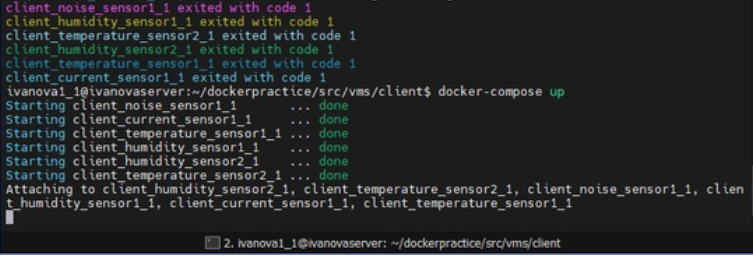 client_noise_sensor1_1 exited with code 1
client_humidity_sensor1_1 exited with code 1
client_temperature_sensor2_1 exited with code 1
client_humidity_sensor2_1 exited with code 1
client_temperature_sensor1_1 exited with code 1
client_current_sensor1_1 exited with code 1
ivanova1_1@ivanovaserver:~/dockerpractice/src/vms/client$ docker-compose up
Starting client_noise_sensor1_1 ... done
Starting client_current_sensor1_1 ... done
Starting client_temperature_sensor1_1 ... done
Starting client_humidity_sensor1_1 ... done
Starting client_humidity_sensor2_1 ... done
Starting client_temperature_sensor2_1 ... done
Attaching to client_humidity_sensor2_1, client_temperature_sensor2_1, client_noise_sensor1_1, clien
t_humidity_sensor1_1, client_current_sensor1_1, client_temperature_sensor1_1
2. ivanova1_1@ivanovaserver: ~/dockerpractice/src/vms/client